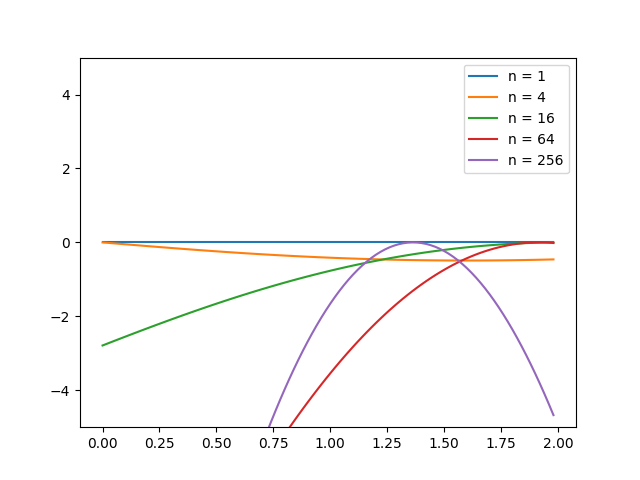 n = 1
n = 4
n = 16
n = 64
n = 256
4
2
0
−2
−4
0.00 0.25 0.50 0.75 1.00 1.25 1.50 1.75 2.00